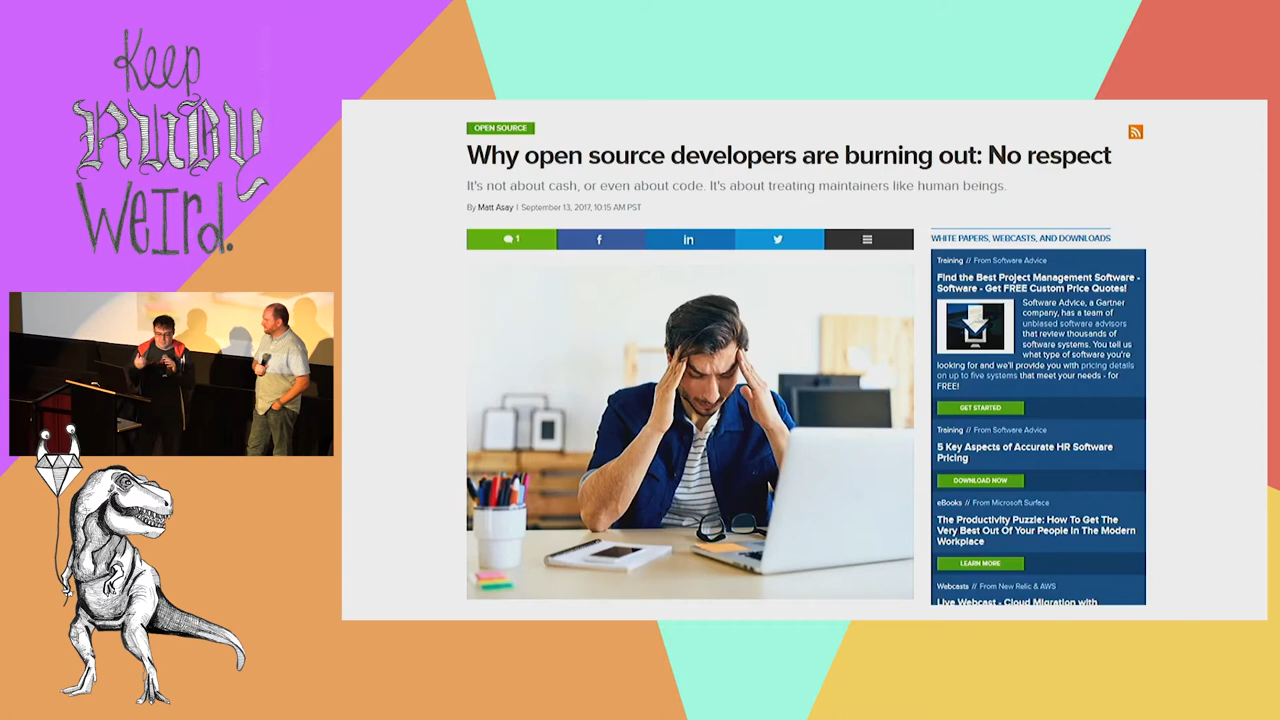 Keep
RUBY
Weird.
OPEN SOURCE
Why open source developers are burning out: No respect
It's not about cash, or even about code. It's about treating maintainers like human beings.
By Matt Asay | September 13, 2017, 10:15 AM PST
1
f
in
WHITE PAPERS, WEBCASTS, AND DOWNLOADS
Training // From Software Advice
Find the Best Project Management Software -
Software - Get FREE Custom Price Quotes!
Software Advice, a Gartner
company, has a team of
unbiased software advisors
that review thousands of
software systems. You tell us
what type of software you're
looking for and we'll provide you with pricing details
on up to five systems that meet your needs - for
FREE!
GET STARTED
Training // From Software Advice
5 Key Aspects of Accurate HR Software
Pricing
DOWNLOAD NOW
eBooks // From Microsoft Surface
The Productivity Puzzle: How To Get The
Very Best Out Of Your People In The Modern
Workplace
LEARN MORE
Webcasts // From New Relic & AWS
Live Webcast - Cloud Migration with